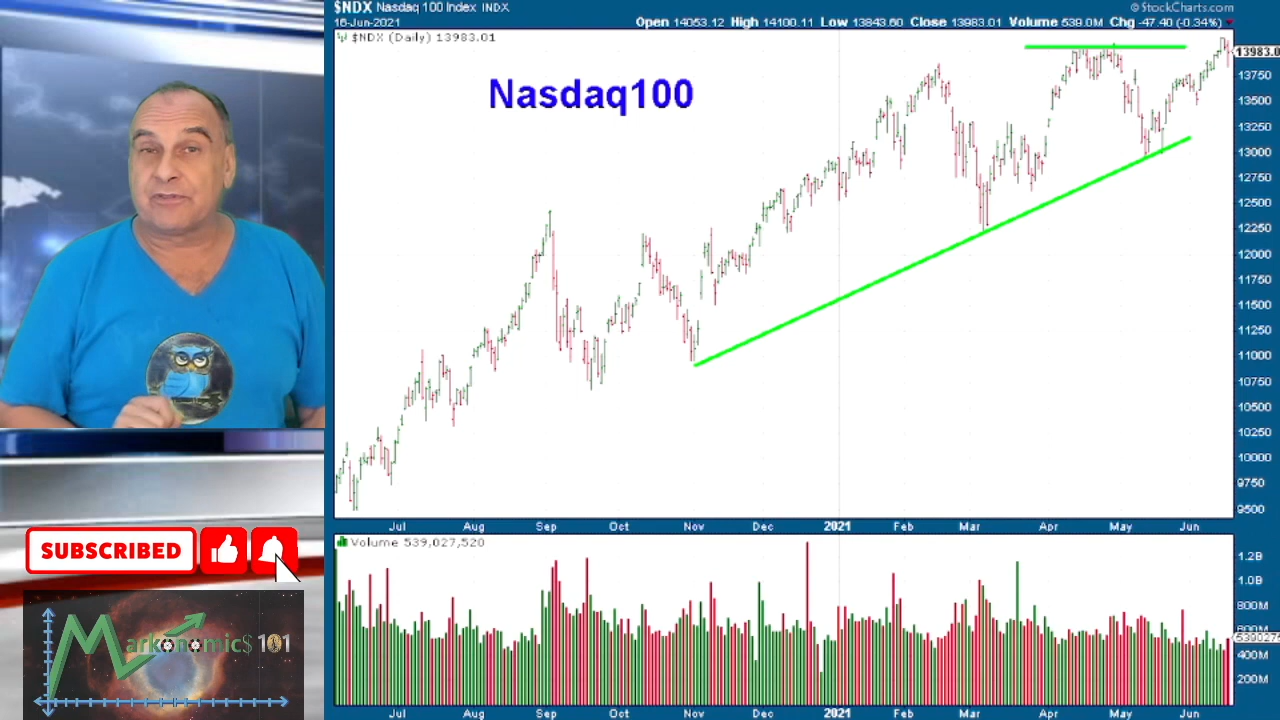 $NDX Nasdaq 100 Index INDX
© StockCharts.com
16-Jun-2021
Open 14053.12 High 14100.11 Low 13843.60 Close 13983.01 Volume 539.0M Chg -47.40 (-0.34%)
$NDX (Daily) 13983.01
Nasdaq100
13983.0
13750
13500
13250
13000
12750
12500
12250
12000
11750
11500
11250
11000
10750
10500
10250
10000
9750
9500
Jul Aug Sep Oct Nov Dec 2021 Feb Mar Apr May Jun
Volume 539,027,520
1.2B
1.0B
800M
600M
5390275
400M
200M
Jul Aug Sep Oct Nov Dec 2021 Feb Mar Apr May Jun
SUBSCRIBED
Markonomic$ 101